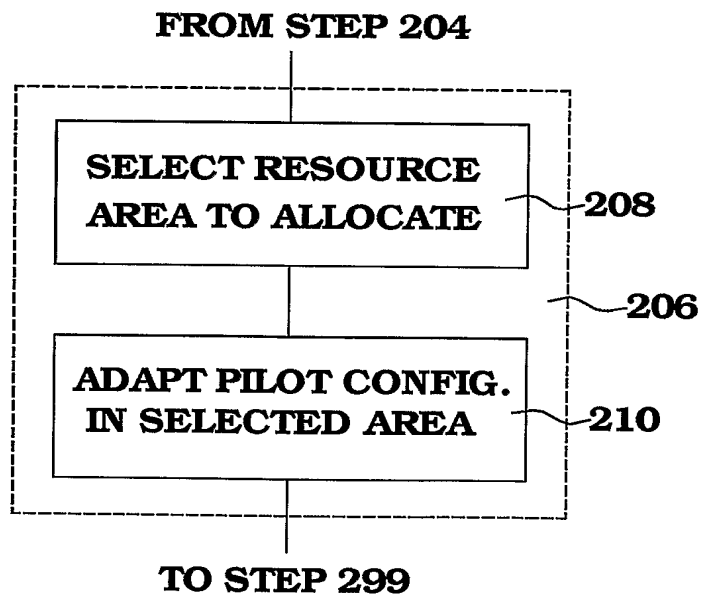 FROM STEP 204
SELECT RESOURCE
AREA TO ALLOCATE
208
206
ADAPT PILOT CONFIG.
IN SELECTED AREA
210
TO STEP 299